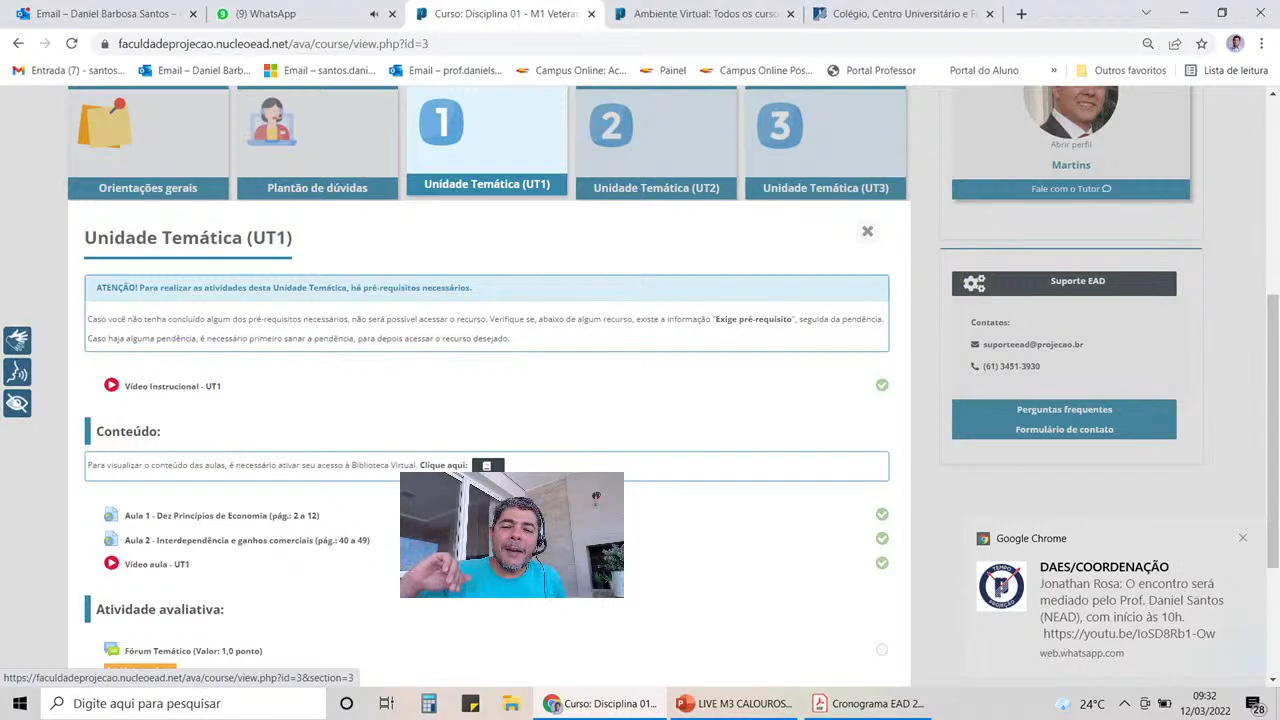 Entrada (7) - santos.d
(9) WhatsApp
Unidade Disciplina 01 - M1 Vetera
Ambiente Virtual: Todos os curso
Colégio, Centro Universitário e F
faculdadeprojecao.nucleoead.net/ava/course/view.php?id=3
Entrada (7) - santos...
Email – Daniel Barb...
Email – santos.dani...
Email – prof.daniels...
Campus Online: Ac...
Painel
Campus Online Pós...
Portal Professor
Portal do Aluno
»
Outros favoritos
Lista de leitura
1
2
3
Orientações gerais
Plantão de dúvidas
Unidade Temática (UT1)
Unidade Temática (UT2)
Unidade Temática (UT3)
Abrir perfil
Martins
Fale com o Tutor
Unidade Temática (UT1)
ATENÇÃO! Para realizar as atividades desta Unidade Temática, há pré-requisitos necessários.
Caso você não tenha concluído algum dos pré-requisitos necessários, não será possível acessar o recurso. Verifique se, abaixo de algum recurso, existe a informação "Exige pré-requisito", seguida da pendência.
Caso haja alguma pendência, é necessário primeiro sanar a pendência, para depois acessar o recurso desejado.
Vídeo Instrucional - UT1
Conteúdo:
Para visualizar o conteúdo das aulas, é necessário ativar seu acesso à Biblioteca Virtual. Clique aqui:
Aula 1 - Dez Princípios de Economia (pág.: 2 a 12)
Aula 2 - Interdependência e ganhos comerciais (pág.: 40 a 49)
Vídeo aula - UT1
Atividade avaliativa:
Fórum Temático (Valor: 1,0 ponto)
Suporte EAD
Contatos:
suporteead@projecao.br
(61) 3451-3930
Perguntas frequentes
Formulário de contato
Google Chrome
DAES/COORDENAÇÃO
Jonathan Rosa: O encontro será
mediado pelo Prof. Daniel Santos
(NEAD), com início às 10h.
https://youtu.be/IoSD8Rb1-Ow
web.whatsapp.com
https://faculdadeprojecao.nucleoead.net/ava/course/view.php?id=3&section=3
Digite aqui para pesquisar
Curso: Disciplina 01...
LIVE M3 CALOUROS...
Cronograma EAD 2...
24°C
09:32
12/03/2022
28